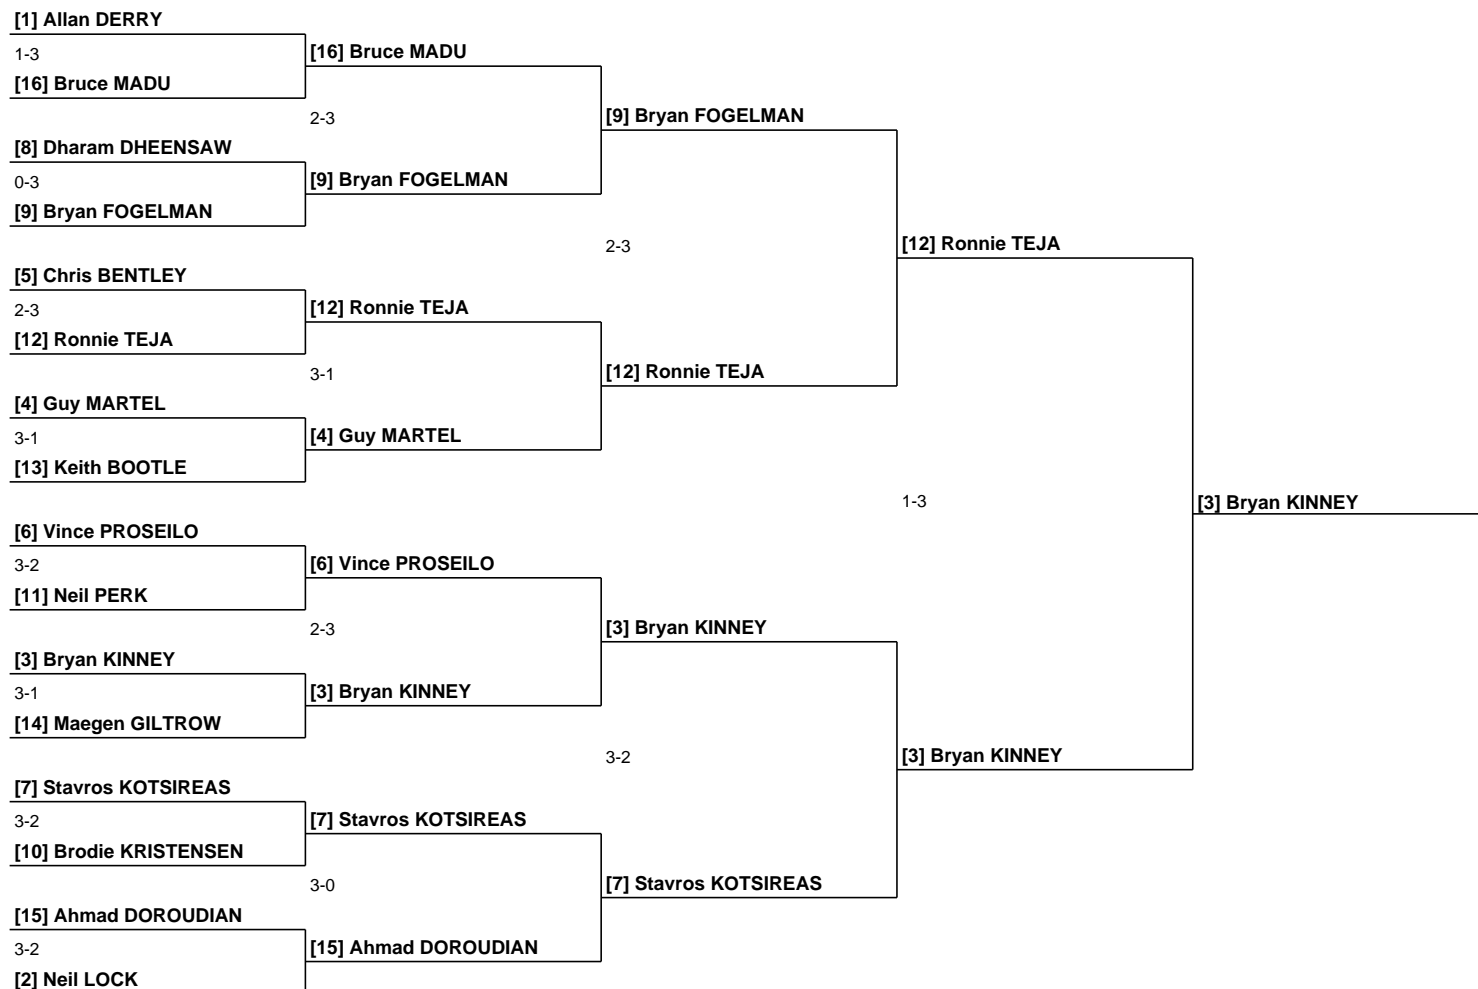 [1] Allan DERRY
1-3
[16] Bruce MADU
[16] Bruce MADU
2-3
[9] Bryan FOGELMAN
[8] Dharam DHEENSAW
0-3
[9] Bryan FOGELMAN
[9] Bryan FOGELMAN
2-3
[12] Ronnie TEJA
[5] Chris BENTLEY
2-3
[12] Ronnie TEJA
[12] Ronnie TEJA
3-1
[12] Ronnie TEJA
[4] Guy MARTEL
3-1
[4] Guy MARTEL
[13] Keith BOOTLE
1-3
[3] Bryan KINNEY
[6] Vince PROSEILO
3-2
[6] Vince PROSEILO
[11] Neil PERK
2-3
[3] Bryan KINNEY
[3] Bryan KINNEY
3-1
[3] Bryan KINNEY
[14] Maegen GILTROW
3-2
[3] Bryan KINNEY
[7] Stavros KOTSIREAS
3-2
[7] Stavros KOTSIREAS
[10] Brodie KRISTENSEN
3-0
[7] Stavros KOTSIREAS
[15] Ahmad DOROUDIAN
3-2
[15] Ahmad DOROUDIAN
[2] Neil LOCK